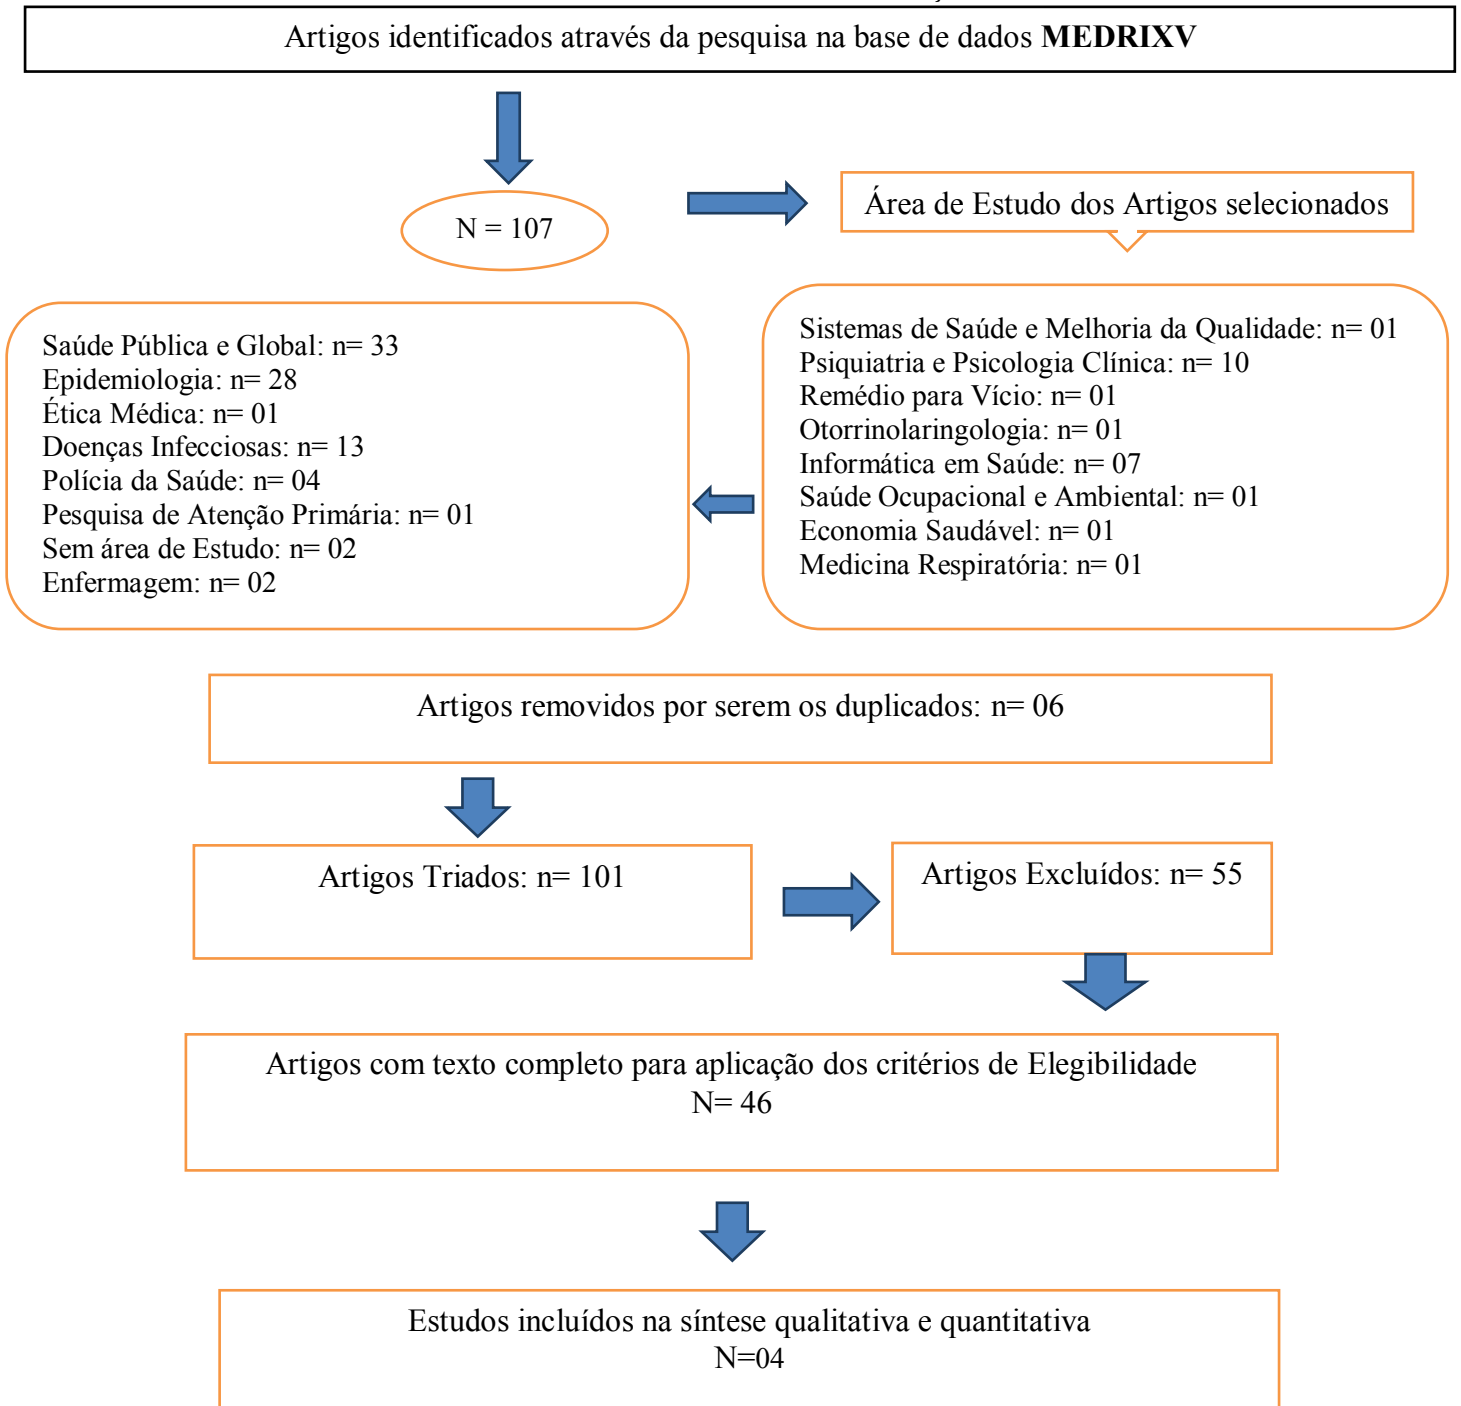 Artigos identificados através da pesquisa na base de dados MEDRIXV
N = 107
Área de Estudo dos Artigos selecionados
Sistemas de Saúde e Melhoria da Qualidade: n= 01
Psiquiatria e Psicologia Clínica: n= 10
Remédio para Vício: n= 01
Otorrinolaringologia: n= 01
Informática em Saúde: n= 07
Saúde Ocupacional e Ambiental: n= 01
Economia Saudável: n= 01
Medicina Respiratória: n= 01
Saúde Pública e Global: n= 33
Epidemiologia: n= 28
Ética Médica: n= 01
Doenças Infecciosas: n= 13
Polícia da Saúde: n= 04
Pesquisa de Atenção Primária: n= 01
Sem área de Estudo: n= 02
Enfermagem: n= 02
Artigos removidos por serem os duplicados: n= 06
Artigos Triados: n= 101
Artigos Excluídos: n= 55
Artigos com texto completo para aplicação dos critérios de Elegibilidade
N= 46
Estudos incluídos na síntese qualitativa e quantitativa
N=04